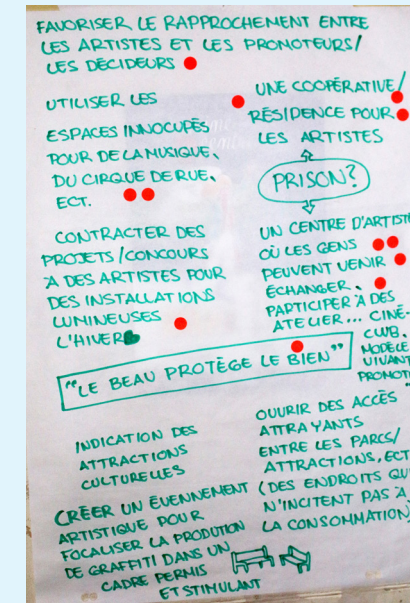 FAVORISER LE RAPPROCHEMENT ENTRE
LES ARTISTES ET LES PROMOTEURS/
LES DÉCIDEURS
UTILISER LES
ESPACES INNOCUPÉS
POUR DE LA MUSIQUE,
DU CIRQUE DE RUE,
ECT.
CONTRACTER DES
PROJETS/CONCOURS
À DES ARTISTES POUR
DES INSTALLATIONS
LUMINEUSES
L'HIVER
UNE COOPÉRATIVE/
RÉSIDENCE POUR
LES ARTISTES
PRISON?
UN CENTRE D'ARTISTE
OÙ LES GENS
PEUVENT VENIR
ÉCHANGER,
PARTICIPER À DES
ATELIER... CINÉ-
CLUB.
MODÈLE
VIVANT
PROMOT
"LE BEAU PROTÈGE LE BIEN"
INDICATION DES
ATTRACTIONS
CULTURELLES
CRÉER UN ÉVENNEMENT
ARTISTIQUE POUR
FOCALISER LA PRODUTION
DE GRAFFITI DANS UN
CADRE PERMIS
ET STIMULANT
OUVRIR DES ACCÈS
ATTRAYANTS
ENTRE LES PARCS/
ATTRACTIONS, ECT
(DES ENDROITS QUI
N'INCITENT PAS À
LA CONSOMMATION)